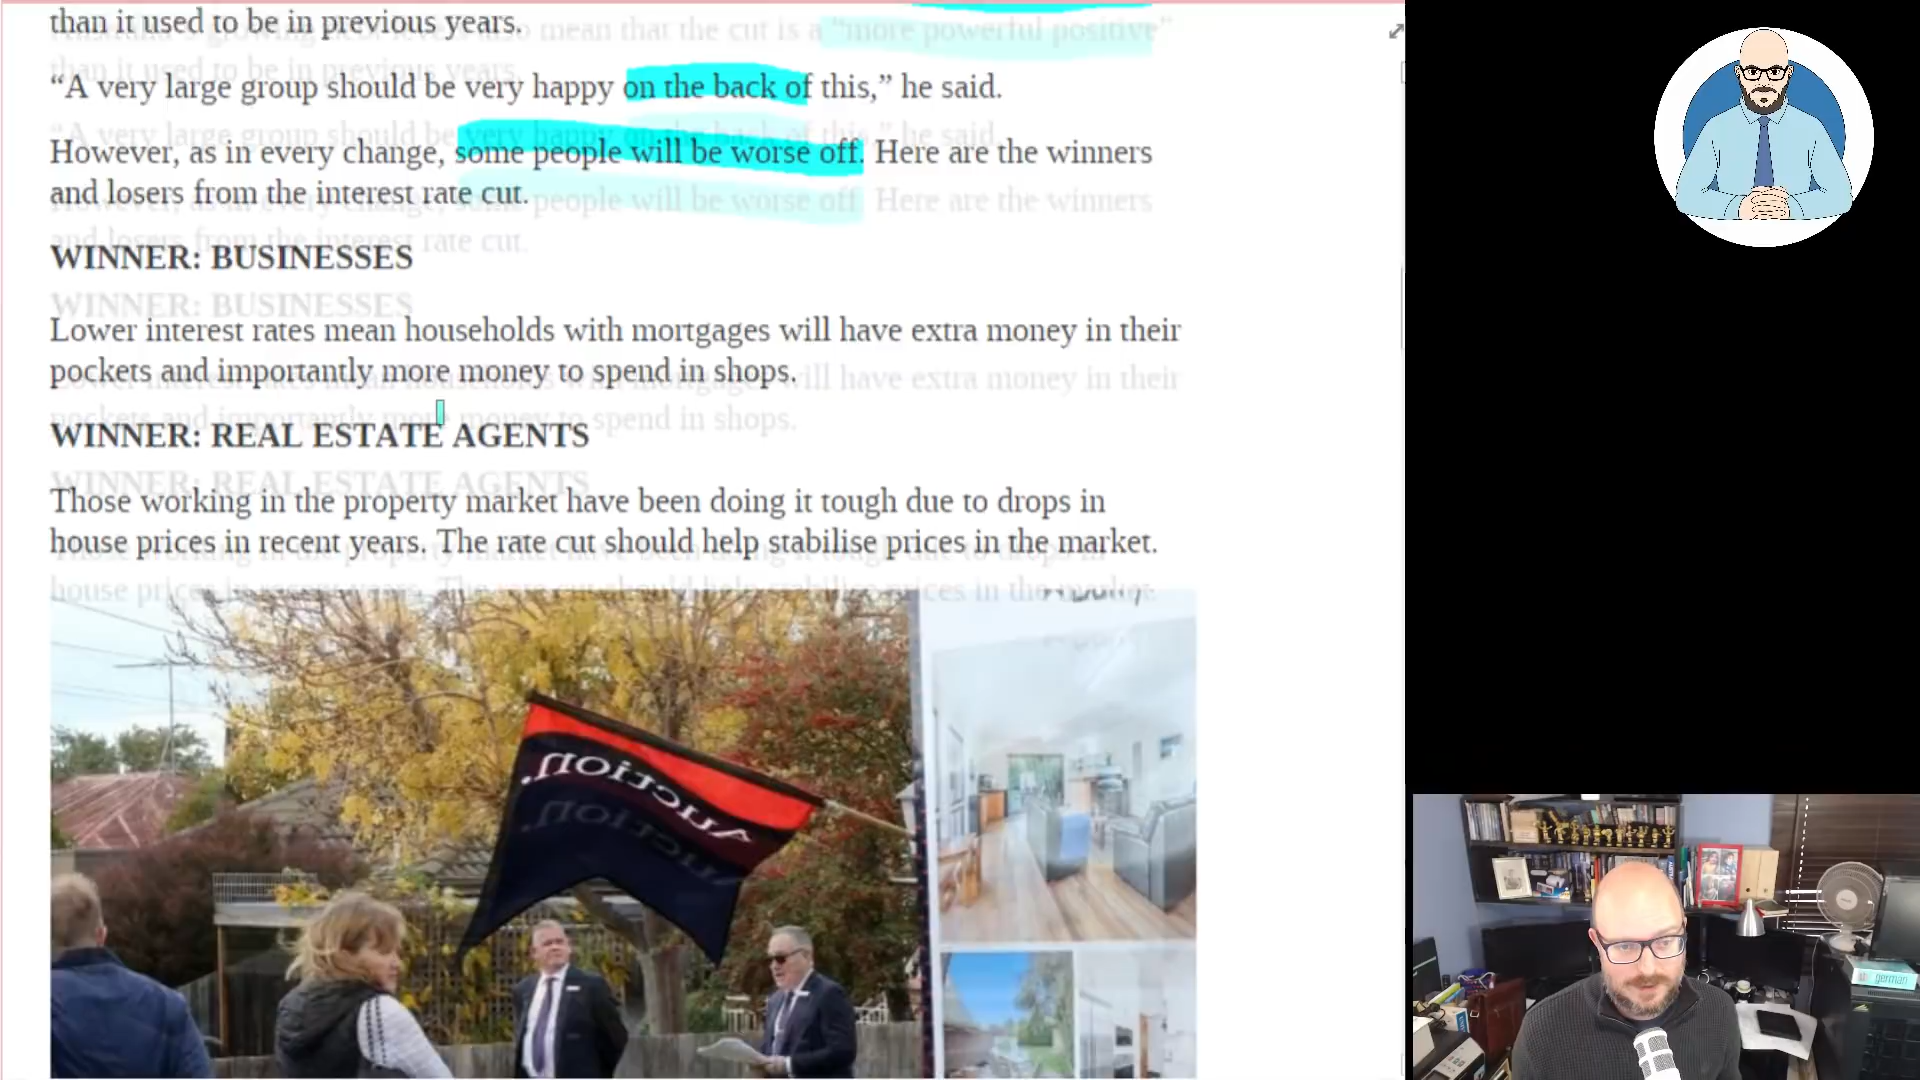 than it used to be in previous years.
“A very large group should be very happy on the back of this,” he said.
However, as in every change, some people will be worse off. Here are the winners
and losers from the interest rate cut.
WINNER: BUSINESSES
Lower interest rates mean households with mortgages will have extra money in their
pockets and importantly more money to spend in shops.
WINNER: REAL ESTATE AGENTS
Those working in the property market have been doing it tough due to drops in
house prices in recent years. The rate cut should help stabilise prices in the market.
Auction.
german